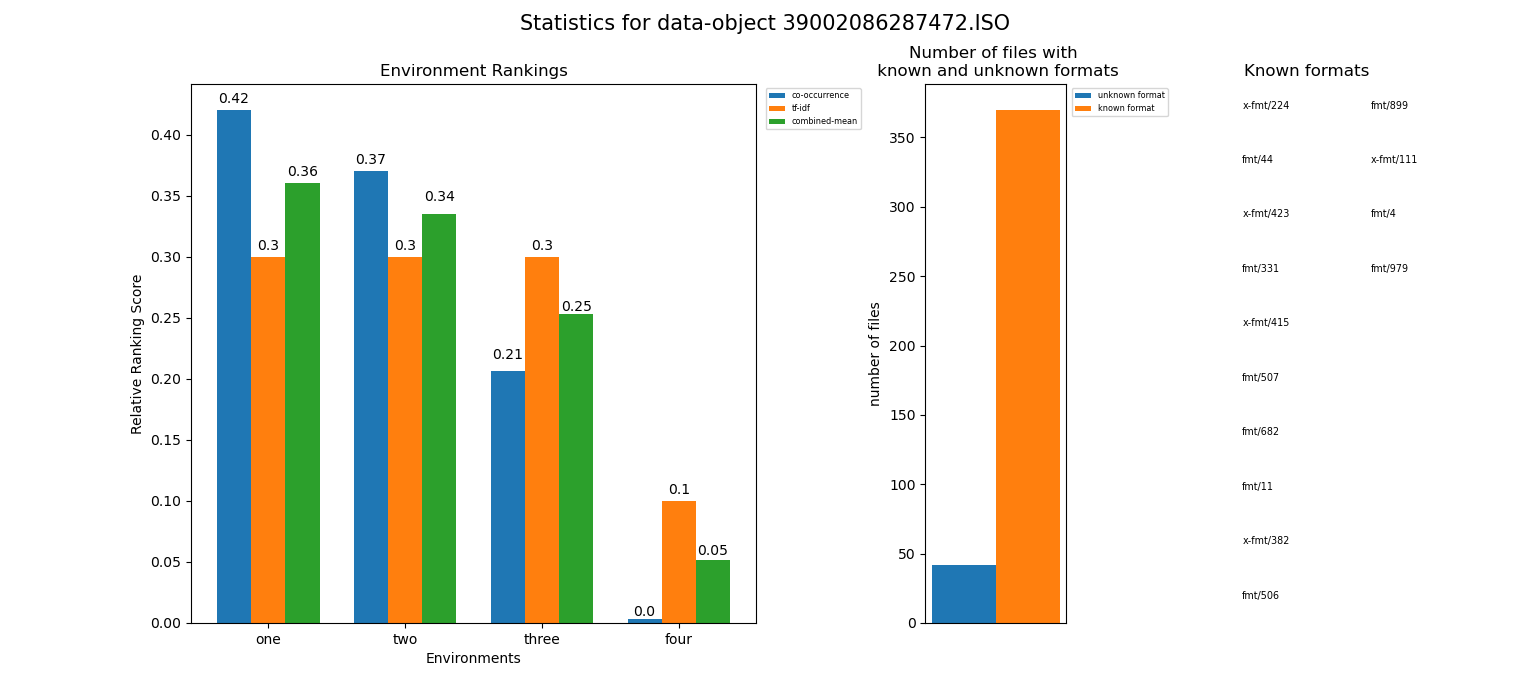 Statistics for data-object 39002086287472.ISO
Environment Rankings
0.42
0.3
0.36
0.37
0.3
0.34
0.21
0.3
0.25
0.0
0.1
0.05
0.40
0.35
0.30
0.25
0.20
0.15
0.10
0.05
0.00
Relative Ranking Score
one
two
three
four
Environments
co-occurrence
tf-idf
combined-mean
Number of files with
known and unknown formats
350
300
250
200
150
100
50
0
number of files
unknown format
known format
Known formats
x-fmt/224
fmt/44
x-fmt/423
fmt/331
x-fmt/415
fmt/507
fmt/682
fmt/11
x-fmt/382
fmt/506
fmt/899
x-fmt/111
fmt/4
fmt/979